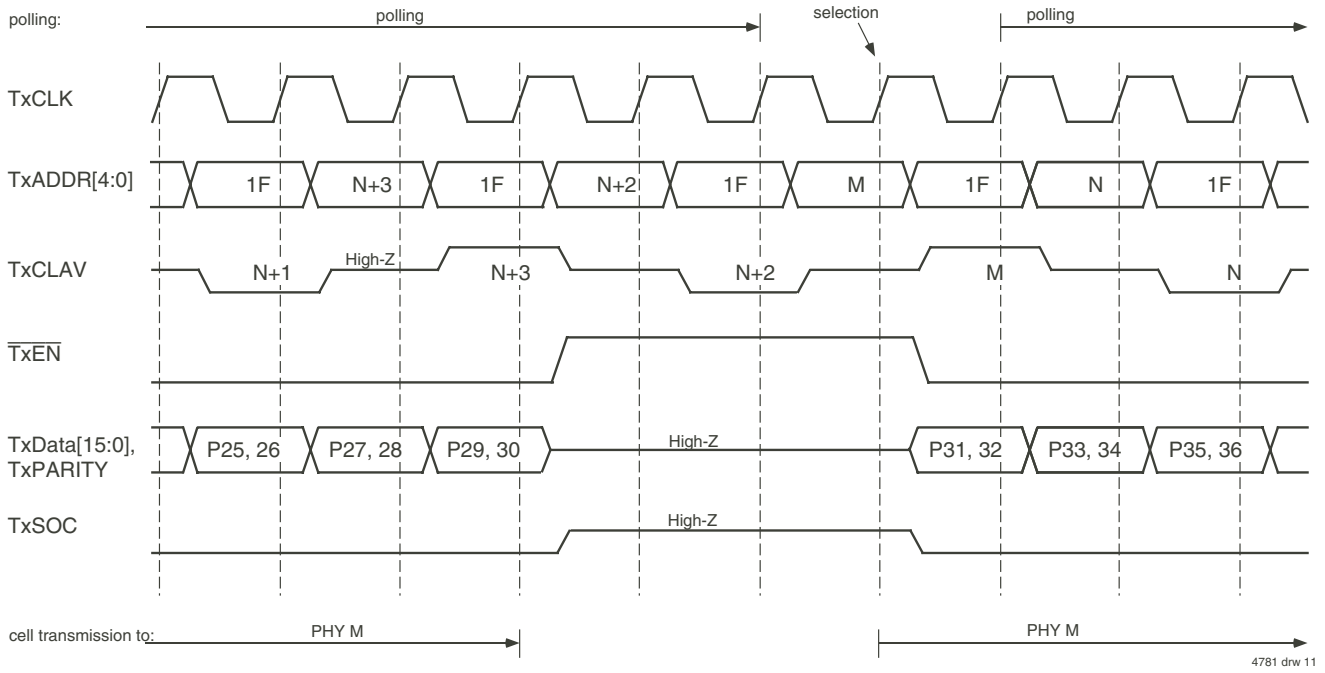 polling: polling selection polling
TxCLK
TxADDR[4:0] 1F N+3 1F N+2 1F M 1F N 1F
TxCLAV N+1 High-Z N+3 N+2 M N
TxEN
TxData[15:0], TxPARITY P25, 26 P27, 28 P29, 30 High-Z P31, 32 P33, 34 P35, 36
TxSOC High-Z
cell transmission to: PHY M PHY M
4781 drw 11